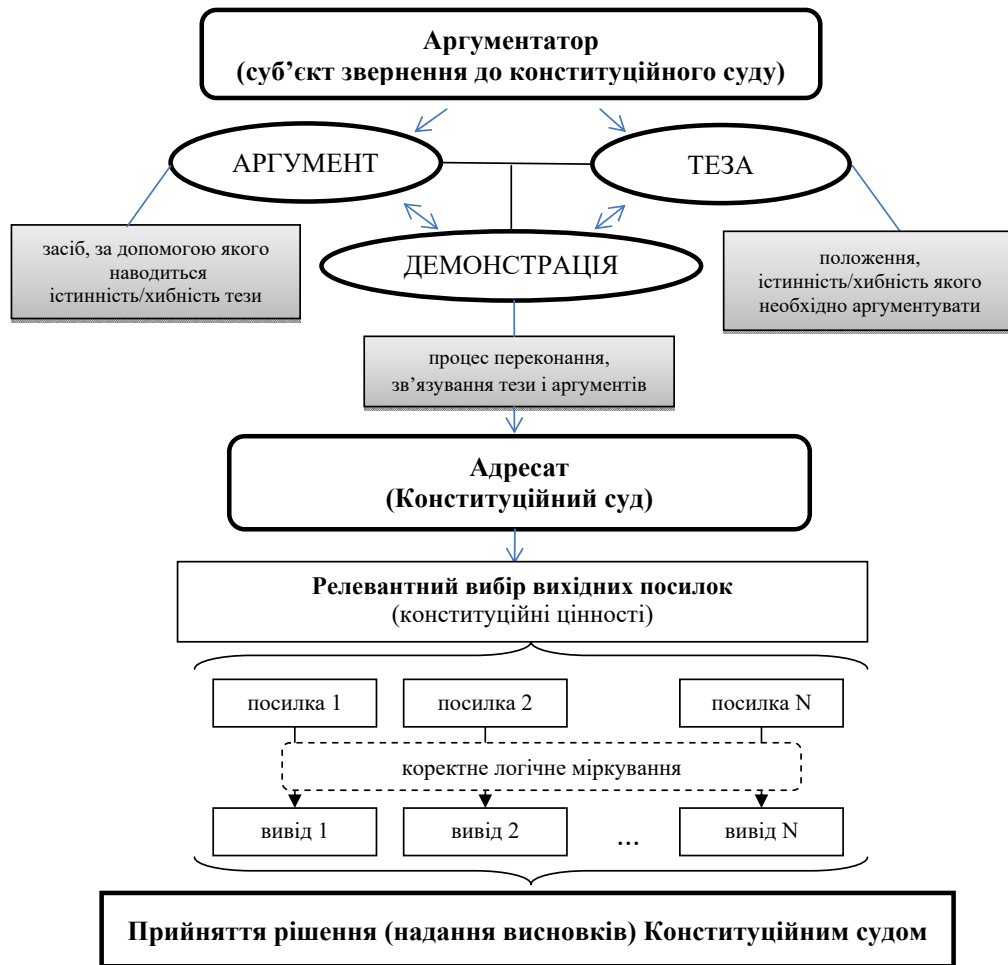 Аргументатор
(суб’єкт звернення до конституційного суду)
АРГУМЕНТ
ТЕЗА
засіб, за допомогою якого
наводиться
істинність/хибність тези
ДЕМОНСТРАЦІЯ
положення,
істинність/хибність якого
необхідно аргументувати
процес переконання,
зв’язування тези і аргументів
Адресат
(Конституційний суд)
Релевантний вибір вихідних посилок
(конституційні цінності)
посилка 1
посилка 2
посилка N
коректне логічне міркування
вивід 1
вивід 2
...
вивід N
Прийняття рішення (надання висновків) Конституційним судом